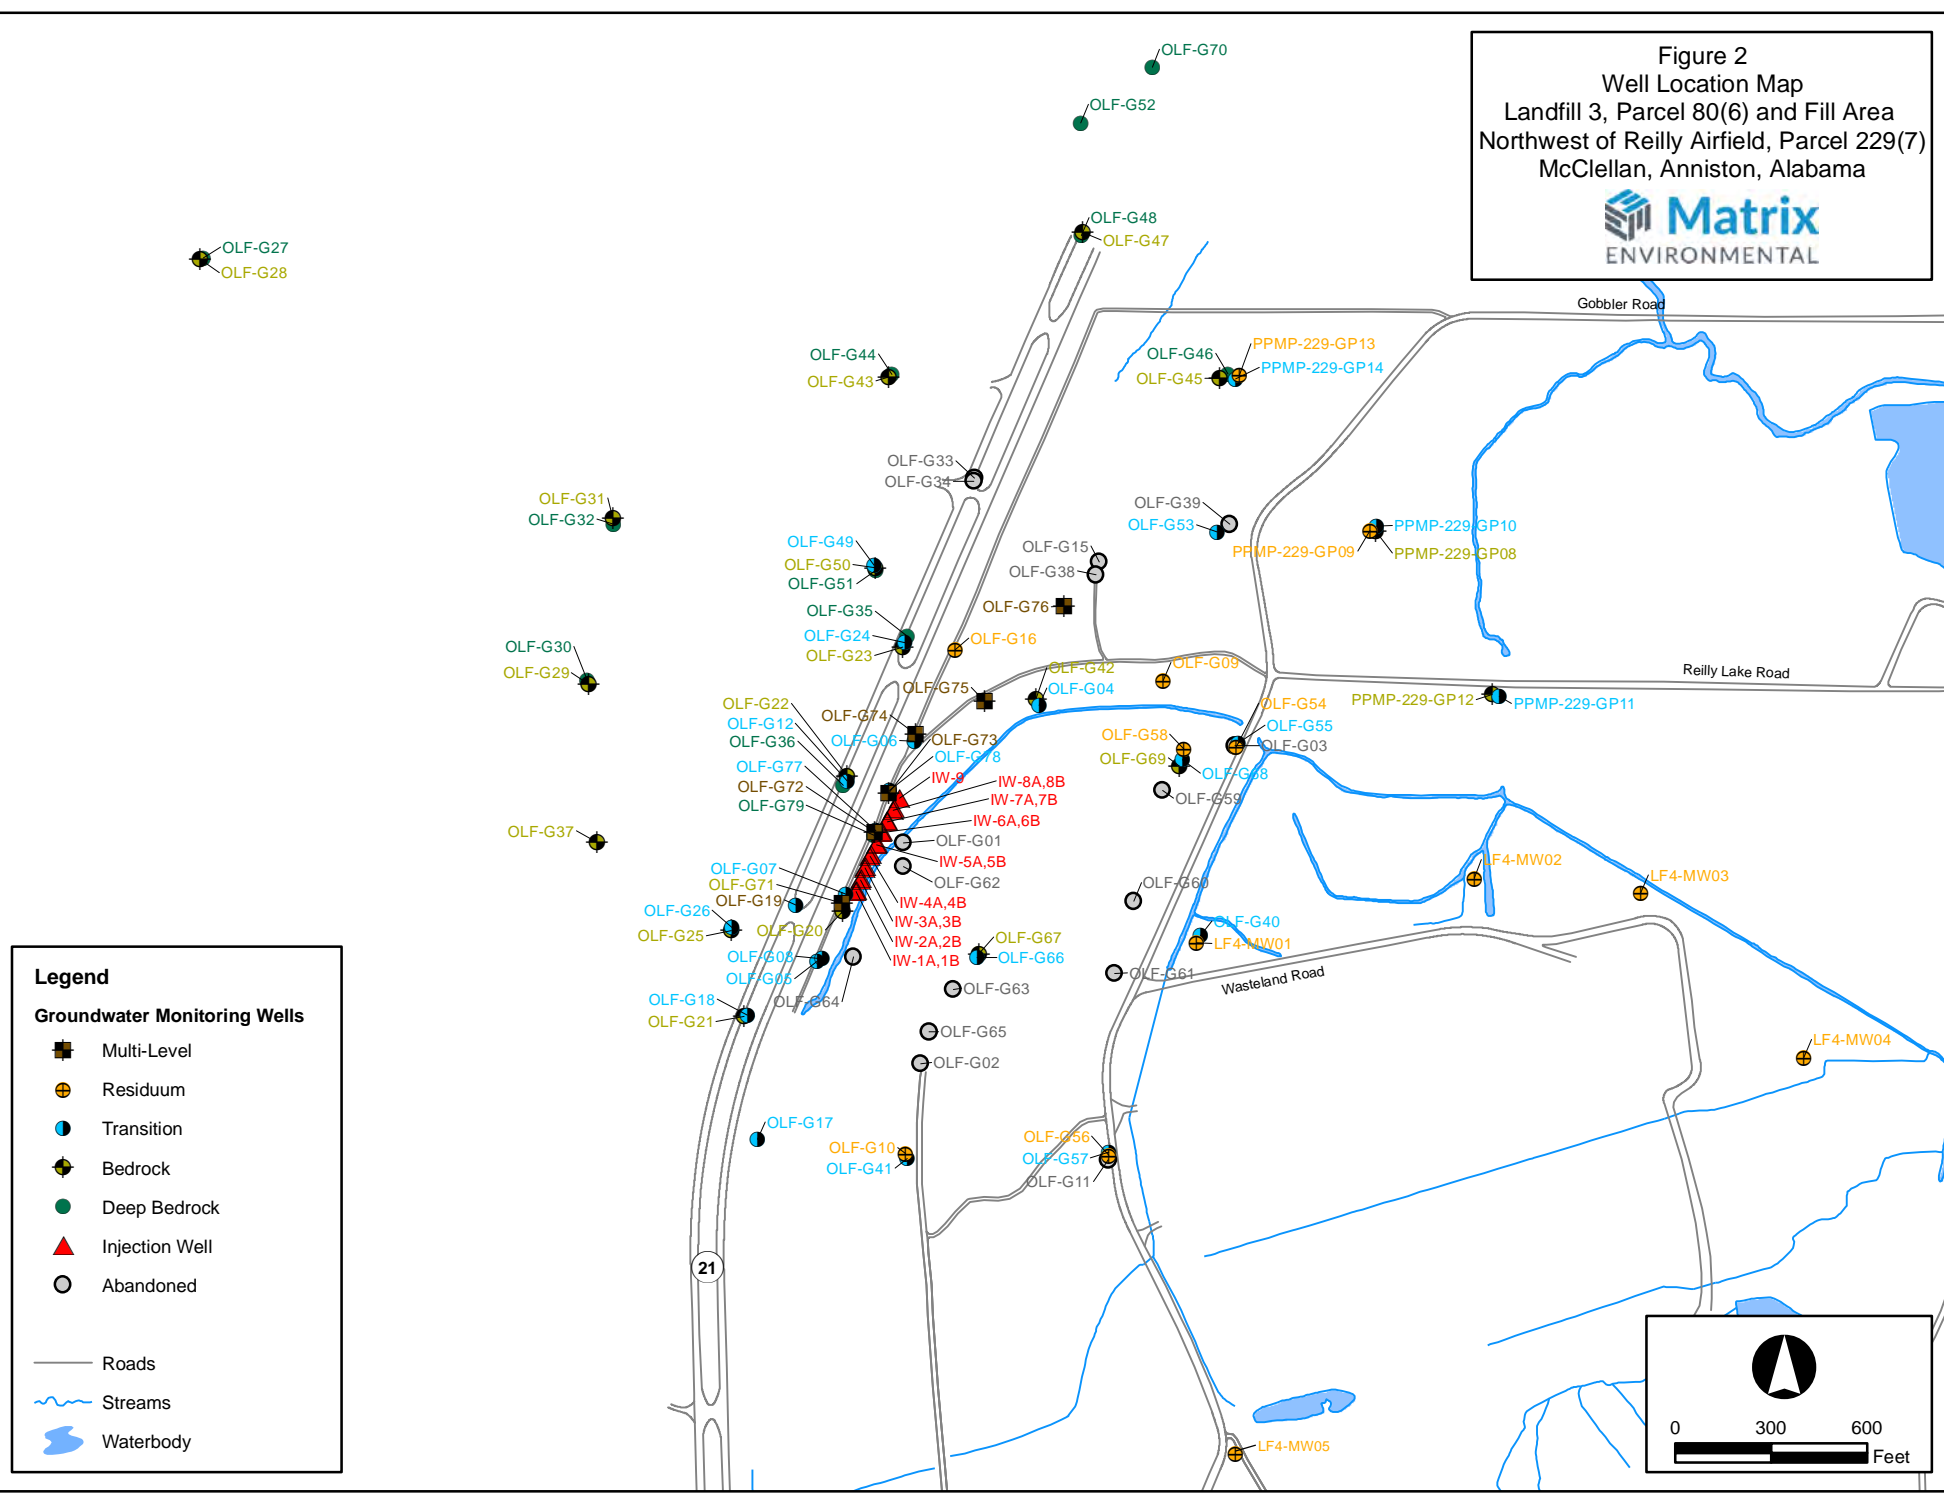 Figure 2
Well Location Map
Landfill 3, Parcel 80(6) and Fill Area
Northwest of Reilly Airfield, Parcel 229(7)
McClellan, Anniston, Alabama
Matrix
ENVIRONMENTAL
OLF-G70
OLF-G52
OLF-G48
OLF-G47
OLF-G27
OLF-G28
Gobbler Road
OLF-G44
OLF-G43
OLF-G46
OLF-G45
PPMP-229-GP13
PPMP-229-GP14
OLF-G33
OLF-G34
OLF-G31
OLF-G32
OLF-G39
OLF-G53
PPMP-229-GP10
PPMP-229-GP09
PPMP-229-GP08
OLF-G49
OLF-G50
OLF-G51
OLF-G15
OLF-G38
OLF-G76
OLF-G35
OLF-G24
OLF-G23
OLF-G16
OLF-G30
OLF-G29
OLF-G42
OLF-G04
OLF-G09
Reilly Lake Road
OLF-G75
PPMP-229-GP12
PPMP-229-GP11
OLF-G22
OLF-G12
OLF-G36
OLF-G74
OLF-G06
OLF-G73
OLF-G78
OLF-G54
OLF-G55
OLF-G03
OLF-G58
OLF-G69
OLF-G68
OLF-G59
OLF-G77
OLF-G72
OLF-G79
IW-9
IW-8A,8B
IW-7A,7B
IW-6A,6B
OLF-G37
OLF-G01
IW-5A,5B
OLF-G62
OLF-G07
OLF-G71
OLF-G19
IW-4A,4B
IW-3A,3B
IW-2A,2B
IW-1A,1B
OLF-G60
LF4-MW02
LF4-MW03
OLF-G26
OLF-G25
OLF-G20
OLF-G40
LF4-MW01
OLF-G67
OLF-G66
OLF-G08
OLF-G05
OLF-G61
Wasteland Road
OLF-G63
OLF-G64
OLF-G18
OLF-G21
OLF-G65
OLF-G02
LF4-MW04
OLF-G17
OLF-G10
OLF-G41
OLF-G56
OLF-G57
OLF-G11
21
LF4-MW05
Legend
Groundwater Monitoring Wells
Multi-Level
Residuum
Transition
Bedrock
Deep Bedrock
Injection Well
Abandoned
Roads
Streams
Waterbody
0 300 600
Feet